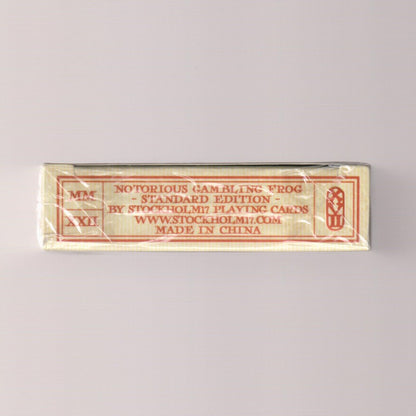 MM
XXII
NOTORIOUS GAMBLING FROG
- STANDARD EDITION -
BY STOCKHOLM17 PLAYING CARDS
WWW.STOCKHOLM17.COM
MADE IN CHINA